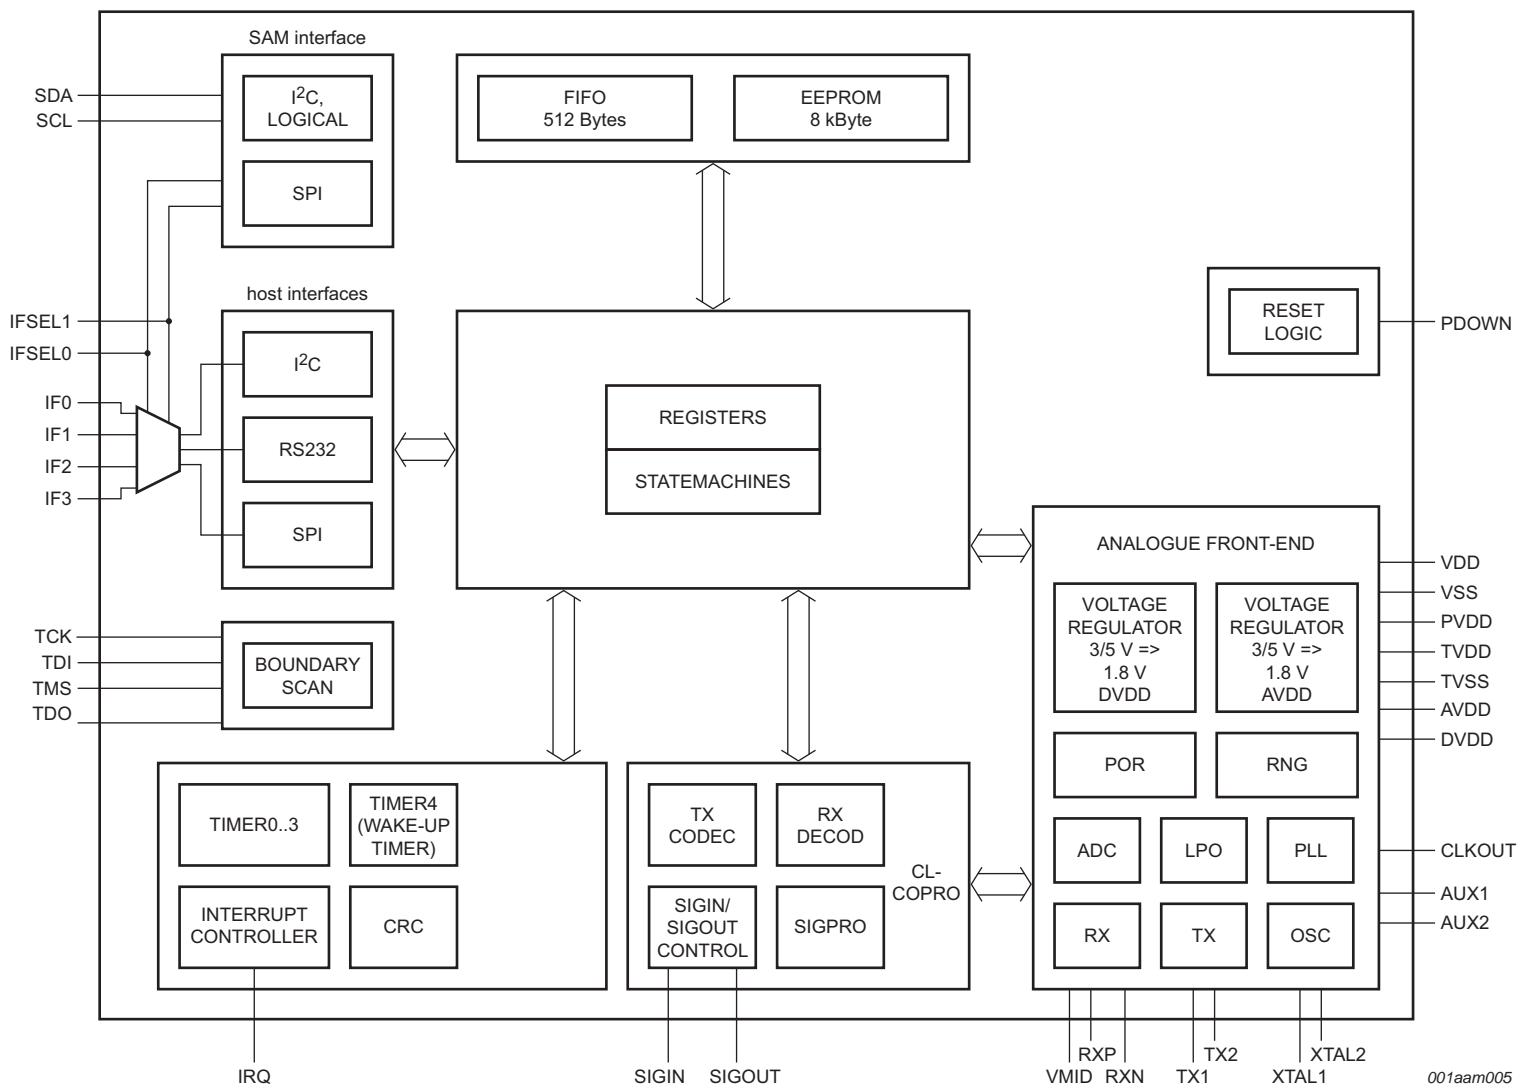 SAM interface
SDA
SCL
I2C,
LOGICAL
SPI
FIFO
512 Bytes
EEPROM
8 kByte
host interfaces
IFSEL1
IFSEL0
IF0
IF1
IF2
IF3
I2C
RS232
SPI
REGISTERS
STATEMACHINES
RESET
LOGIC
PDOWN
TCK
TDI
TMS
TDO
BOUNDARY
SCAN
ANALOGUE FRONT-END
VOLTAGE
REGULATOR
3/5 V =>
1.8 V
DVDD
VOLTAGE
REGULATOR
3/5 V =>
1.8 V
AVDD
POR
RNG
ADC
LPO
PLL
RX
TX
OSC
VDD
VSS
PVDD
TVDD
TVSS
AVDD
DVDD
CLKOUT
AUX1
AUX2
TIMER0..3
TIMER4
(WAKE-UP
TIMER)
INTERRUPT
CONTROLLER
CRC
TX
CODEC
RX
DECOD
SIGIN/
SIGOUT
CONTROL
SIGPRO
CL-
COPRO
IRQ
SIGIN
SIGOUT
VMID
RXP
RXN
TX1
TX2
XTAL1
XTAL2
001aam005